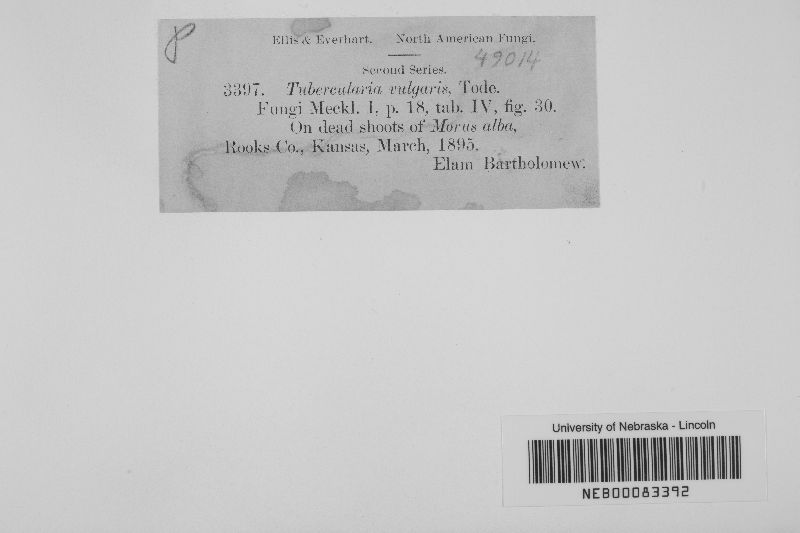 Ellis & Everhart. North American Fungi.
49014
Second Series.
3397. Tubercularia vulgaris, Tode.
Fungi Meckl. I, p. 18, tab. IV, fig. 30.
On dead shoots of Morus alba,
Rooks Co., Kansas, March, 1895.
Elam Bartholomew.
University of Nebraska - Lincoln
NEB00083392